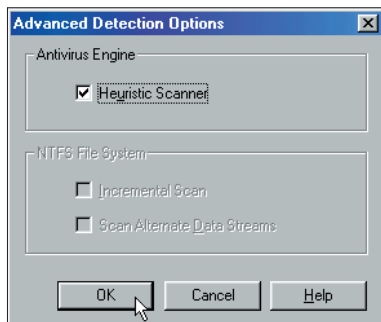 Advanced Detection Options
Antivirus Engine
Heuristic Scanner
NTFS File System
Incremental Scan
Scan Alternate Data Streams
OK Cancel Help